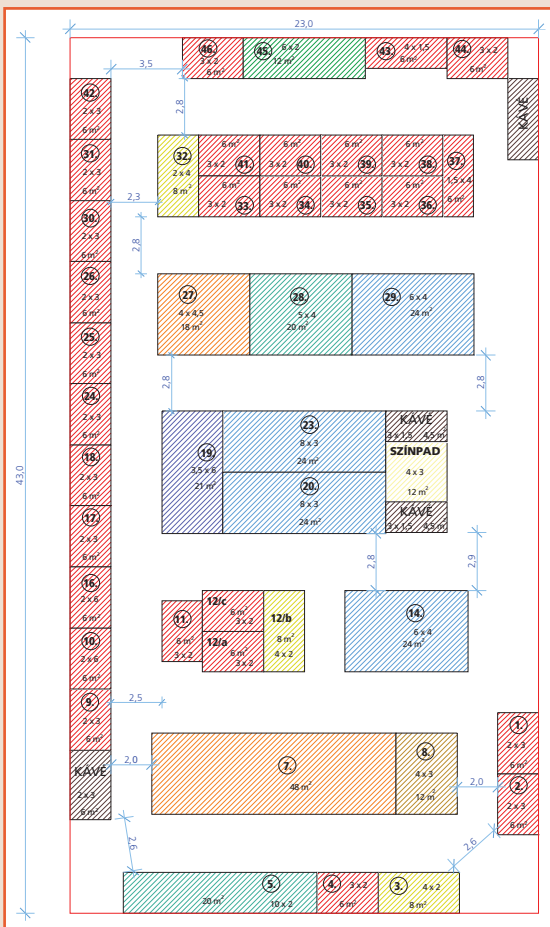 23,0
46.
3 x 2
6 m²
45.
6 x 2
12 m²
43.
4 x 1,5
6 m²
44.
3 x 2
6 m²
KÁVÉ
3,5
2,8
42.
2 x 3
6 m²
31.
2 x 3
6 m²
30.
2 x 3
6 m²
26.
2 x 3
6 m²
25.
2 x 3
6 m²
24.
2 x 3
6 m²
18.
2 x 3
6 m²
17.
2 x 3
6 m²
16.
2 x 6
6 m²
10.
2 x 6
6 m²
9.
2 x 3
6 m²
KÁVÉ
2 x 3
6 m²
43,0
32.
2 x 4
8 m²
6 m²
3 x 2 41.
6 m²
3 x 2 40.
6 m²
3 x 2 39.
6 m²
3 x 2 38.
37.
1,5 x 4
6 m²
6 m²
3 x 2 33.
6 m²
3 x 2 34.
6 m²
3 x 2 35.
6 m²
3 x 2 36.
2,3
2,8
27.
4 x 4,5
18 m²
28.
5 x 4
20 m²
29. 6 x 4
24 m²
2,8
2,8
19.
3,5 x 6
21 m²
23.
8 x 3
24 m²
20.
8 x 3
24 m²
KÁVÉ
3 x 1,5 4,5 m²
SZÍNPAD
4 x 3
12 m²
KÁVÉ
3 x 1,5 4,5 m²
2,8
2,9
11.
6 m²
3 x 2
12/c
6 m²
3 x 2
12/a
6 m²
3 x 2
12/b
8 m²
4 x 2
14.
6 x 4
24 m²
2,5
2,0
7.
48 m²
8.
4 x 3
12 m²
2,0
1.
2 x 3
6 m²
2.
2 x 3
6 m²
2,6
2,6
5.
20 m² 10 x 2
4. 3 x 2
6 m²
3. 4 x 2
8 m²